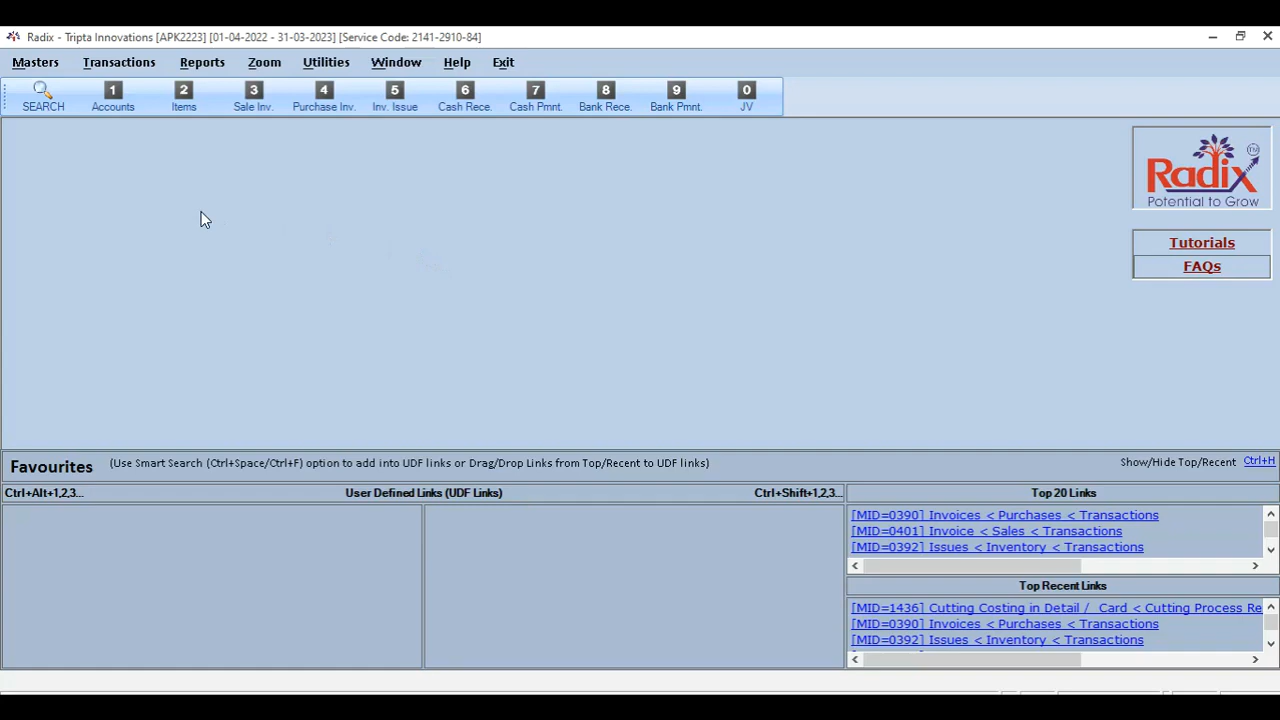 Radix - Tripta Innovations [APK2223] [01-04-2022 - 31-03-2023] [Service Code: 2141-2910-84]
Masters Transactions Reports Zoom Utilities Window Help Exit
1 2 3 4 5 6 7 8 9 0
SEARCH Accounts Items Sale Inv. Purchase Inv. Inv. Issue Cash Rece. Cash Pmnt. Bank Rece. Bank Pmnt. JV
Radix TM
Potential to Grow
Tutorials
FAQs
Favourites (Use Smart Search (Ctrl+Space/Ctrl+F) option to add into UDF links or Drag/Drop Links from Top/Recent to UDF links) Show/Hide Top/Recent Ctrl+H
Ctrl+Alt+1,2,3... User Defined Links (UDF Links) Ctrl+Shift+1,2,3... Top 20 Links
[MID=0390] Invoices < Purchases < Transactions
[MID=0401] Invoice < Sales < Transactions
[MID=0392] Issues < Inventory < Transactions
Top Recent Links
[MID=1436] Cutting Costing in Detail / Card < Cutting Process Re
[MID=0390] Invoices < Purchases < Transactions
[MID=0392] Issues < Inventory < Transactions